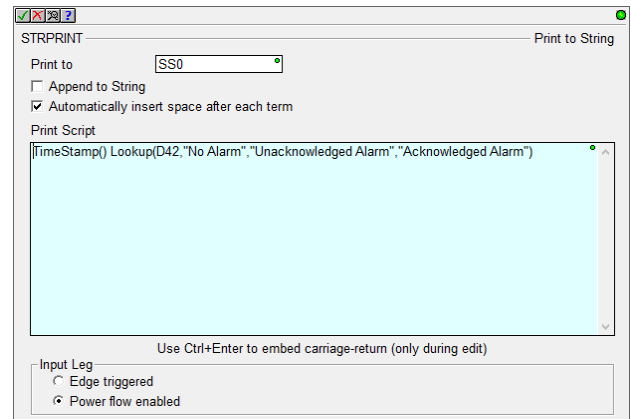 STRPRINT Print to String
Print to SS0
Append to String
Automatically insert space after each term
Print Script
TimeStamp() Lookup(D42,"No Alarm","Unacknowledged Alarm","Acknowledged Alarm")
Use Ctrl+Enter to embed carriage-return (only during edit)
Input Leg
Edge triggered
Power flow enabled